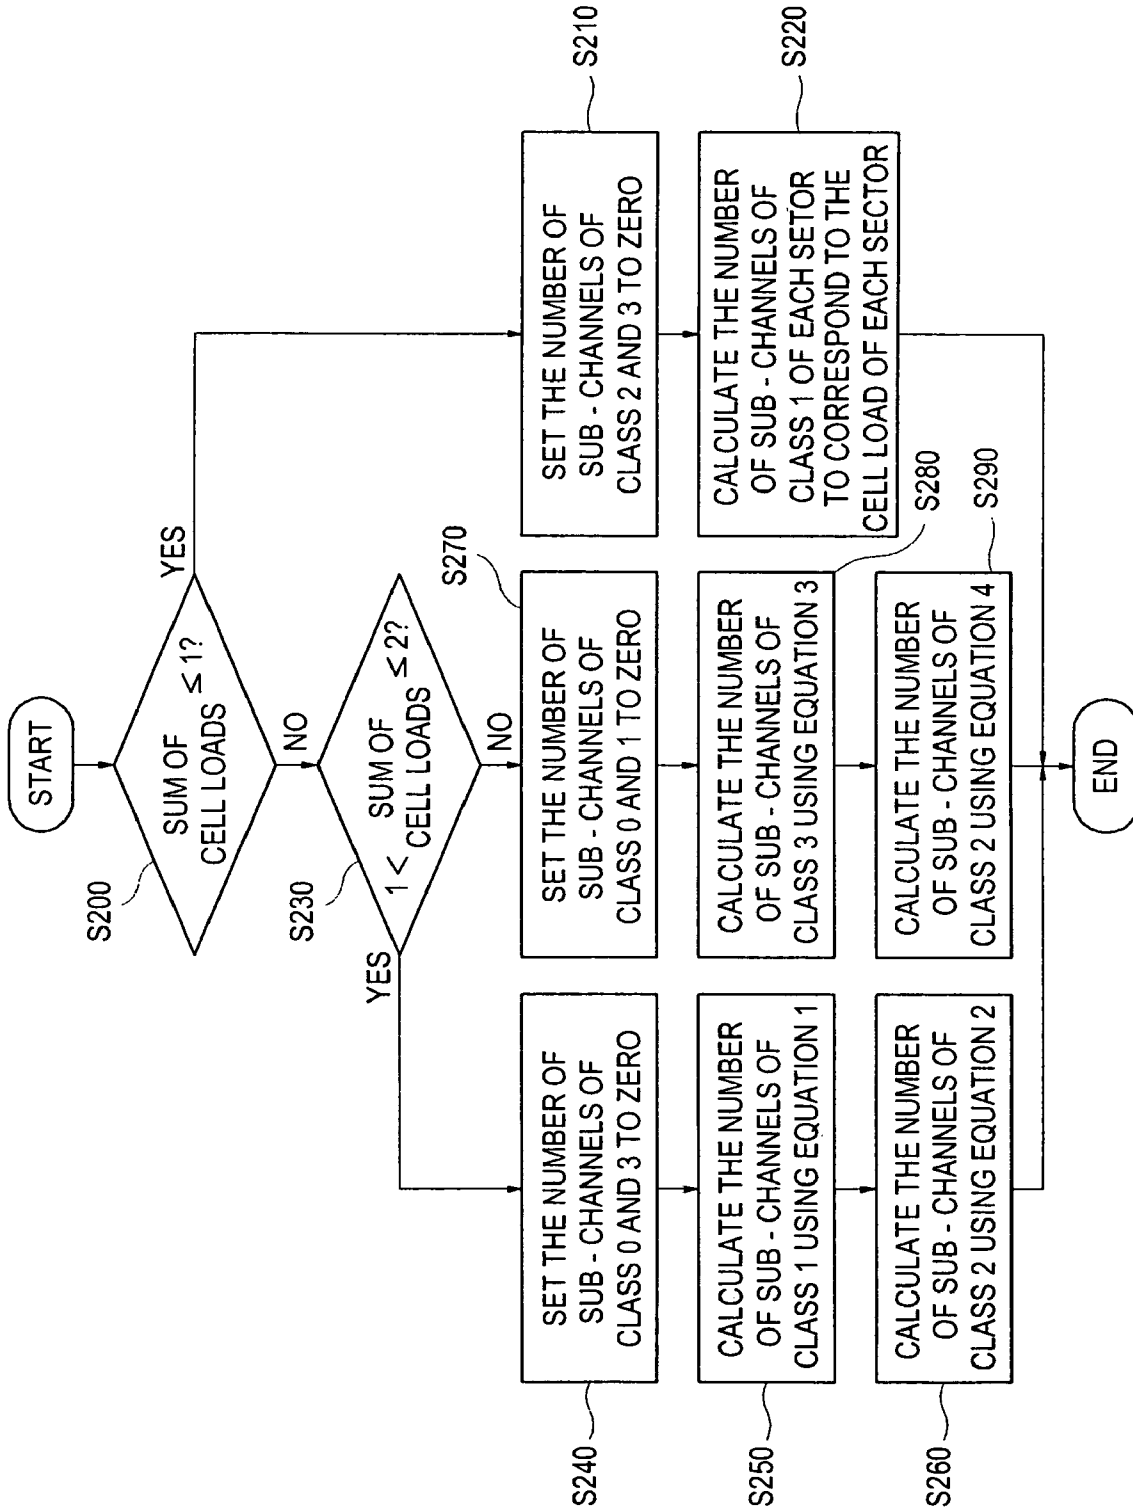 START
SUM OF
CELL LOADS ≤ 1?
S200
YES
NO
SUM OF
1 < CELL LOADS ≤ 2?
S230
YES
NO
SET THE NUMBER OF
SUB - CHANNELS OF
CLASS 0 AND 3 TO ZERO
S240
CALCULATE THE NUMBER
OF SUB - CHANNELS OF
CLASS 1 USING EQUATION 1
S250
CALCULATE THE NUMBER
OF SUB - CHANNELS OF
CLASS 2 USING EQUATION 2
S260
SET THE NUMBER OF
SUB - CHANNELS OF
CLASS 0 AND 1 TO ZERO
S270
CALCULATE THE NUMBER
OF SUB - CHANNELS OF
CLASS 3 USING EQUATION 3
S280
CALCULATE THE NUMBER
OF SUB - CHANNELS OF
CLASS 2 USING EQUATION 4
S290
SET THE NUMBER OF
SUB - CHANNELS OF
CLASS 2 AND 3 TO ZERO
S210
CALCULATE THE NUMBER
OF SUB - CHANNELS OF
CLASS 1 OF EACH SETOR
TO CORRESPOND TO THE
CELL LOAD OF EACH SECTOR
S220
END